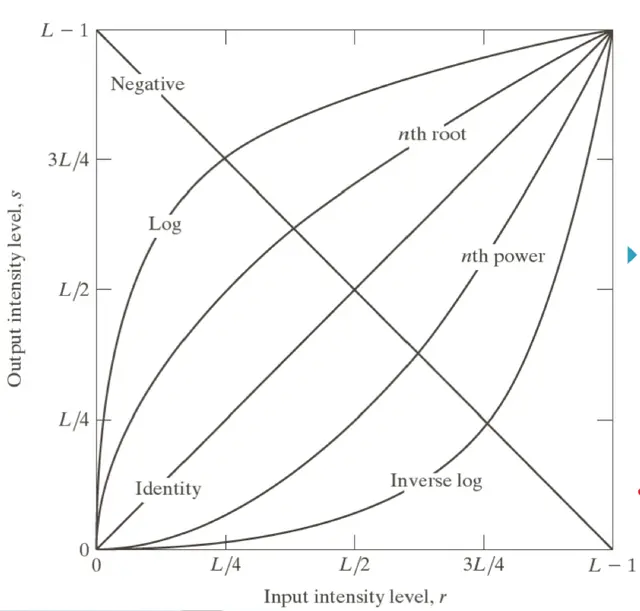 L − 1
Negative
nth root
3L/4
Log
nth power
L/2
Output intensity level, s
L/4
Inverse log
Identity
0
0
L/4
L/2
3L/4
L − 1
Input intensity level, r